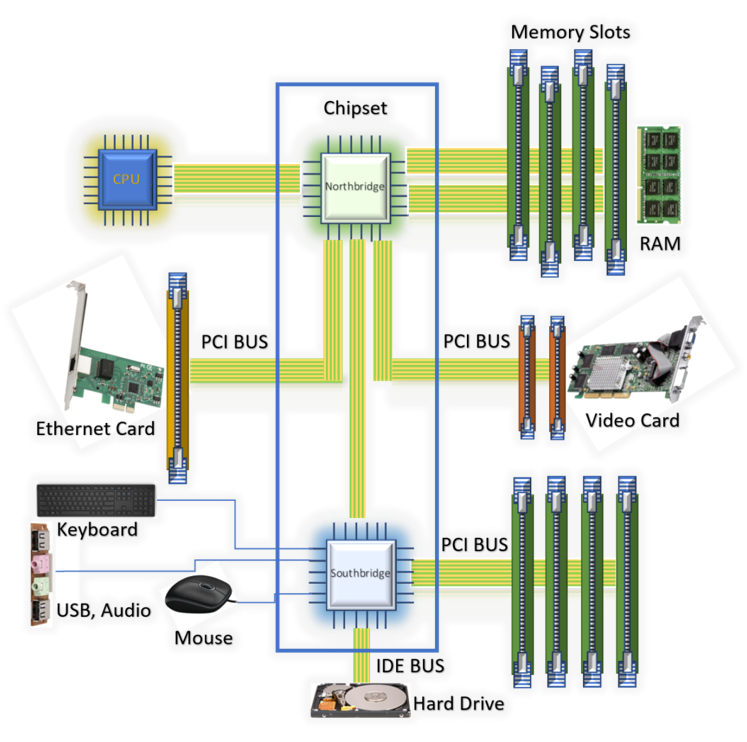 Memory Slots
Chipset
CPU
Northbridge
RAM
PCI BUS
PCI BUS
Ethernet Card
Video Card
Keyboard
PCI BUS
Southbridge
USB, Audio
Mouse
IDE BUS
Hard Drive